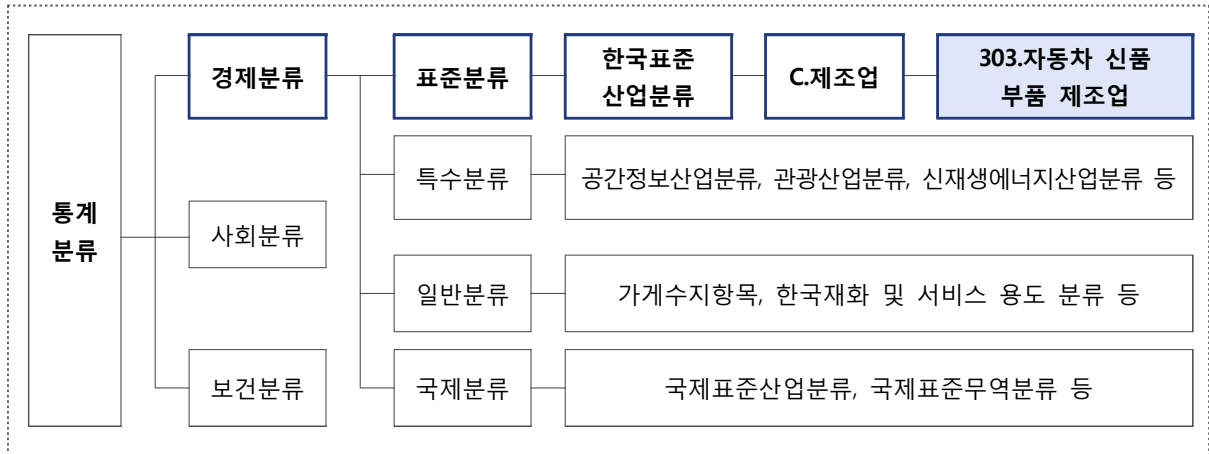 통계
분류
경제분류
표준분류
한국표준
산업분류
C.제조업
303.자동차 신품
부품 제조업
특수분류
공간정보산업분류, 관광산업분류, 신재생에너지산업분류 등
사회분류
일반분류
가게수지항목, 한국재화 및 서비스 용도 분류 등
보건분류
국제분류
국제표준산업분류, 국제표준무역분류 등